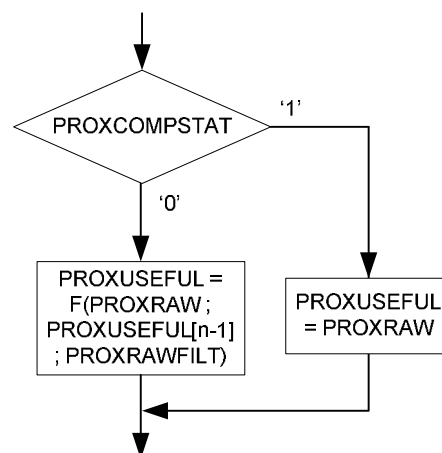 PROXCOMPSTAT
‘1’
‘0’
PROXUSEFUL =
F(PROXRAW ;
PROXUSEFUL[n-1]
; PROXRAWFILT)
PROXUSEFUL
= PROXRAW